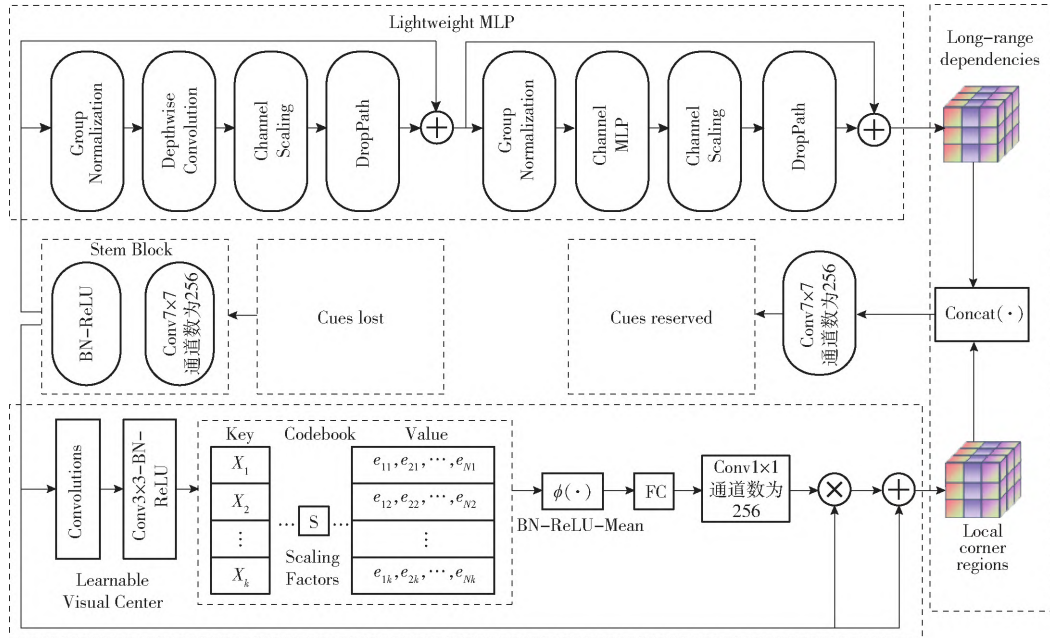 Lightweight MLP
Group
Normalization
Depthwise
Convolution
Channel
Scaling
DropPath
+
Group
Normalization
Channel
MLP
Channel
Scaling
DropPath
+
Long-range
dependencies
Stem Block
BN-ReLU
Conv7×7
通道数为256
Cues lost
Cues reserved
Conv7×7
通道数为256
Concat(·)
Convolutions
Conv3×3-BN-
ReLU
Learnable
Visual Center
Key
Codebook
Value
X1
e11,e21,⋯,eN1
X2
e12,e22,⋯,eN2
⋯
S
⋯
⋮
⋮
Scaling
Factors
Xk
e1k,e2k,⋯,eNk
ϕ(·)
BN-ReLU-Mean
FC
Conv1×1
通道数为
256
×
+
Local
corner
regions